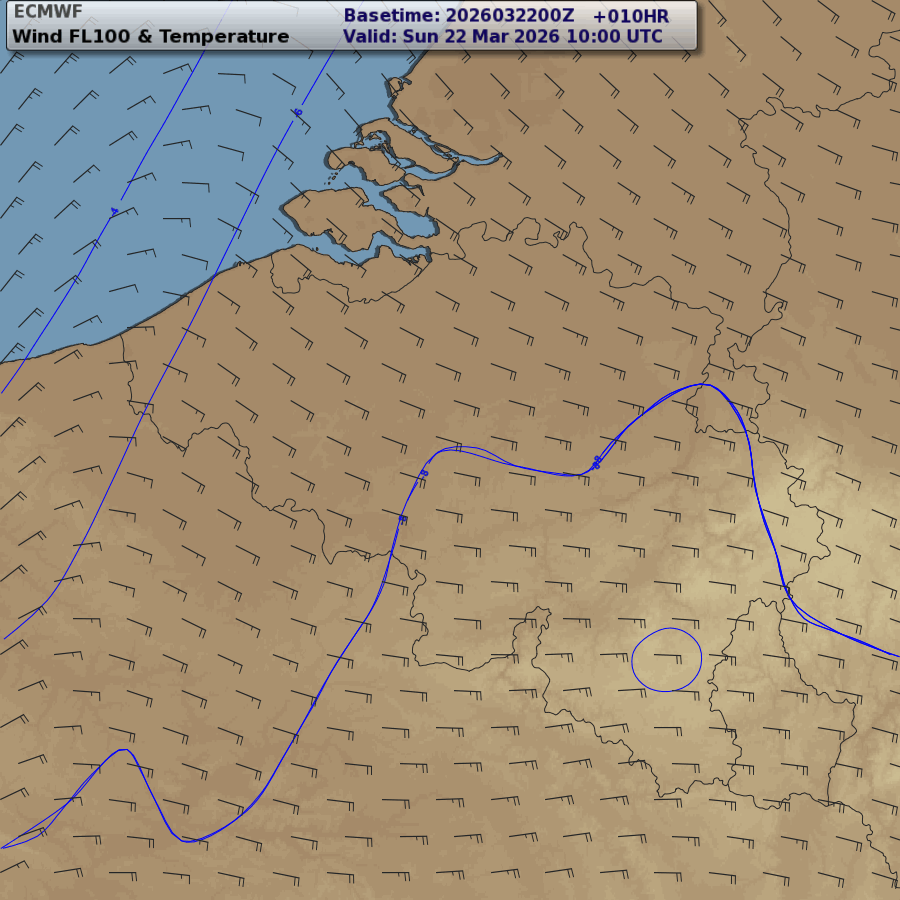 ECMWF
Basetime: 2026032200Z +010HR
Wind FL100 & Temperature
Valid: Sun 22 Mar 2026 10:00 UTC